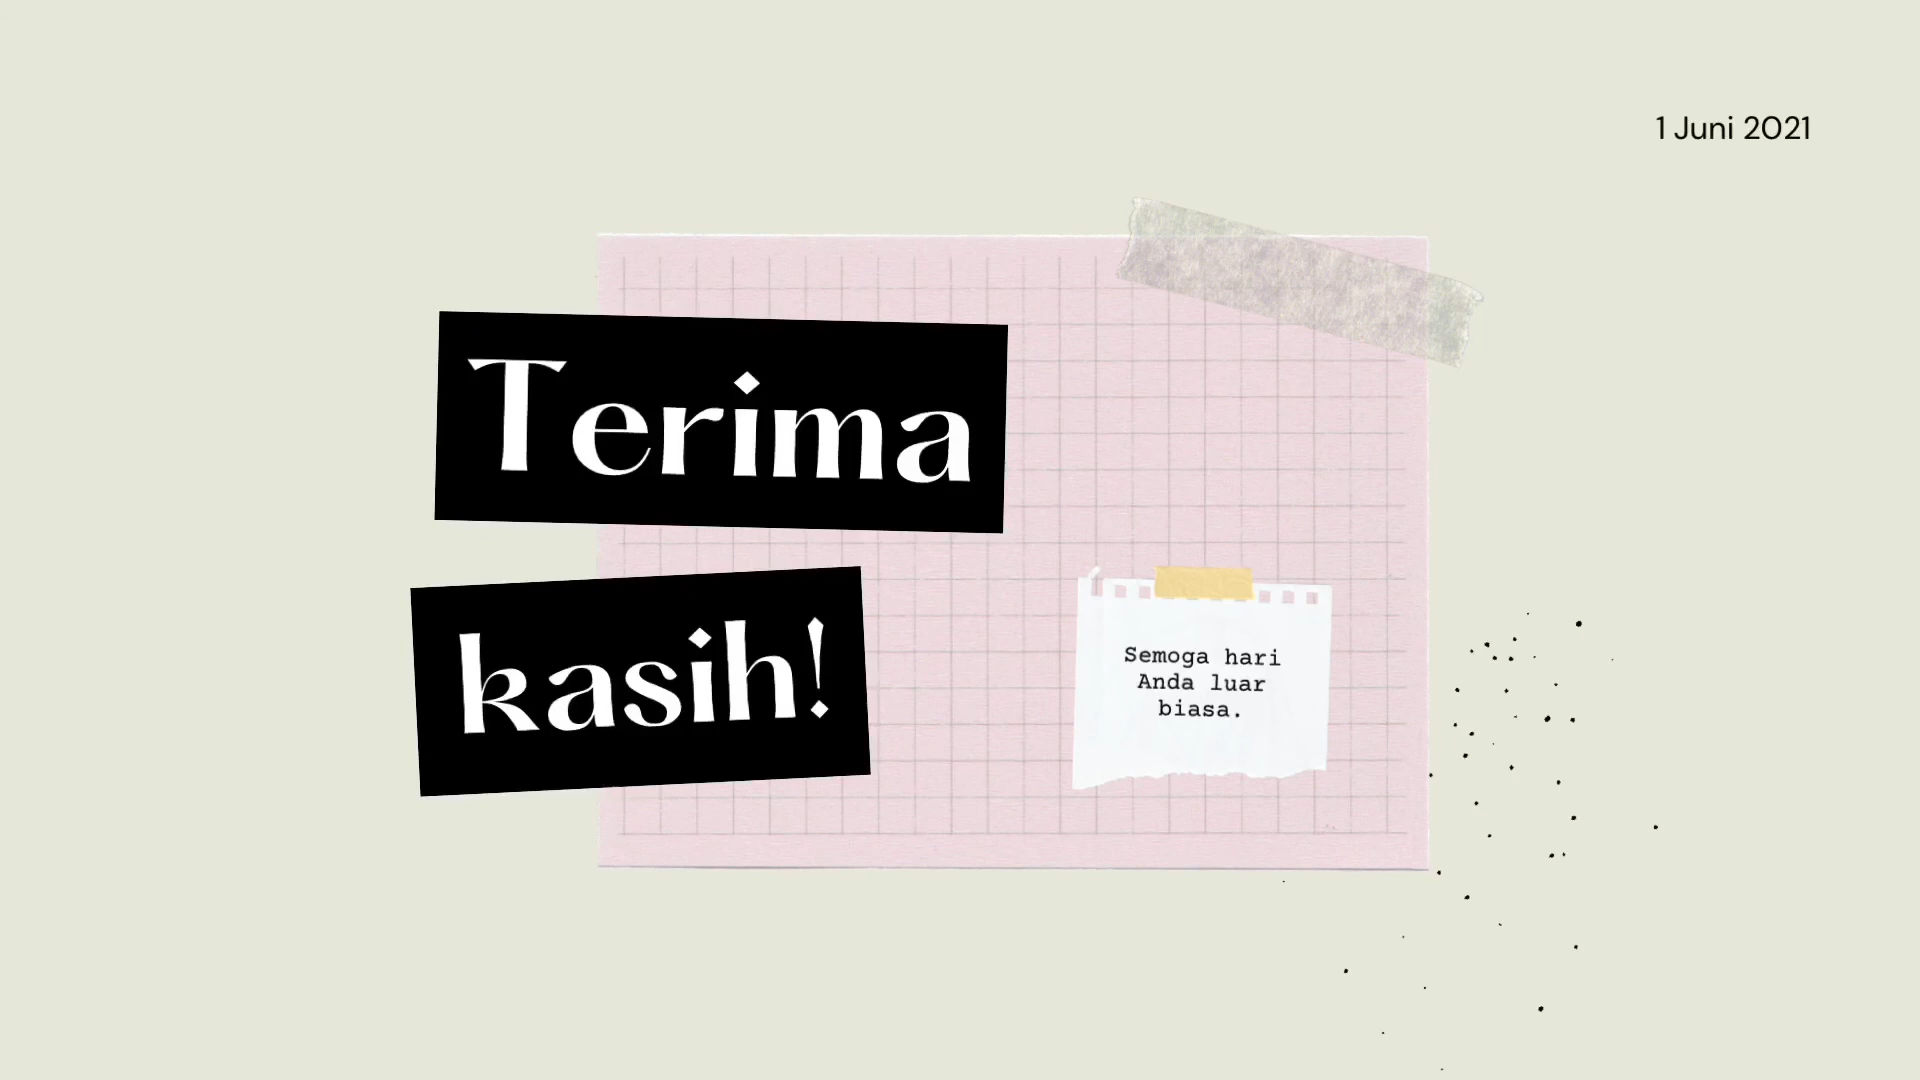 1 Juni 2021
Terima
kasih!
Semoga hari
Anda luar
biasa.